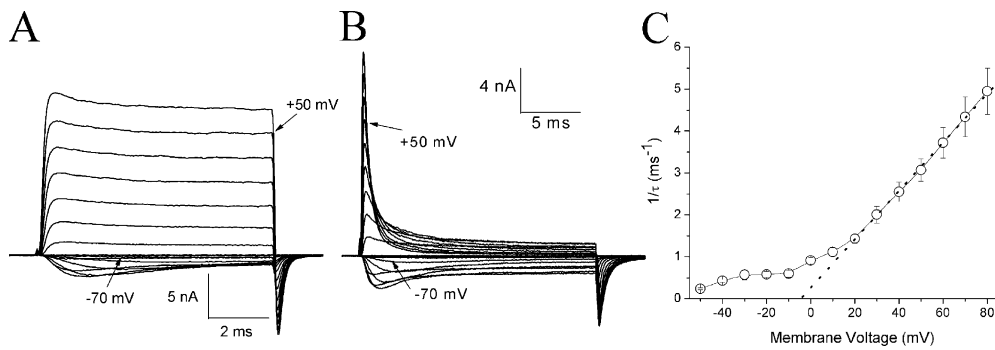 A
+50 mV
-70 mV
5 nA
2 ms
B
+50 mV
4 nA
5 ms
-70 mV
C
6
5
4
3
2
1
0
1/τ (ms-1)
-40 -20 0 20 40 60 80
Membrane Voltage (mV)